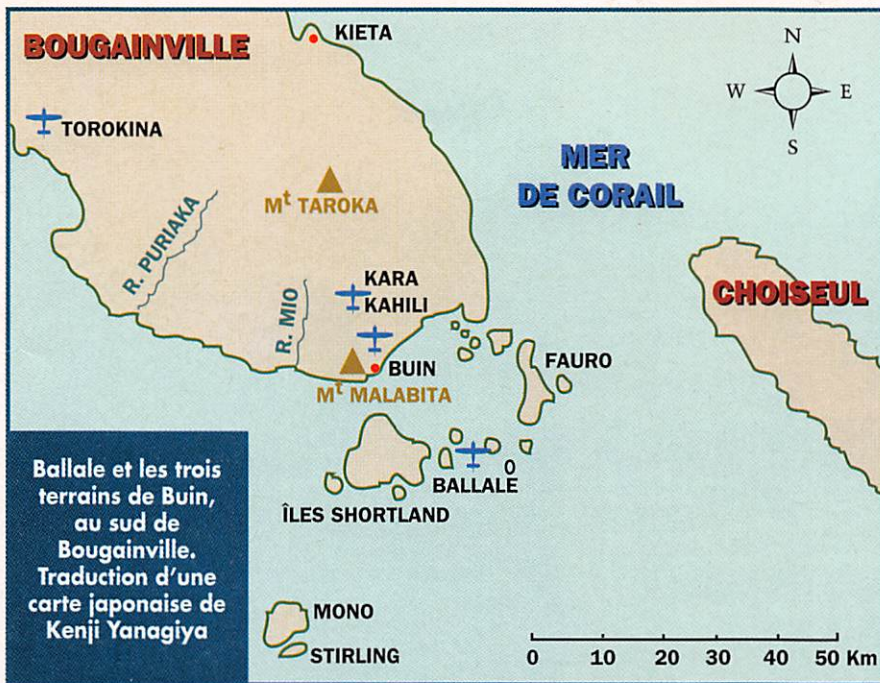 BOUGAINVILLE
KIETA
N
W E
S
TOROKINA
MER
DE CORAIL
Mt TAROKA
R. PURIAKA
R. MIO
KARA
KAHILI
CHOISEUL
BUIN
FAURO
Mt MALABITA
O
BALLALE
ÎLES SHORTLAND
Ballale et les trois
terrains de Buin,
au sud de
Bougainville.
Traduction d'une
carte japonaise de
Kenji Yanagiya
MONO
STIRLING
0 10 20 30 40 50 Km